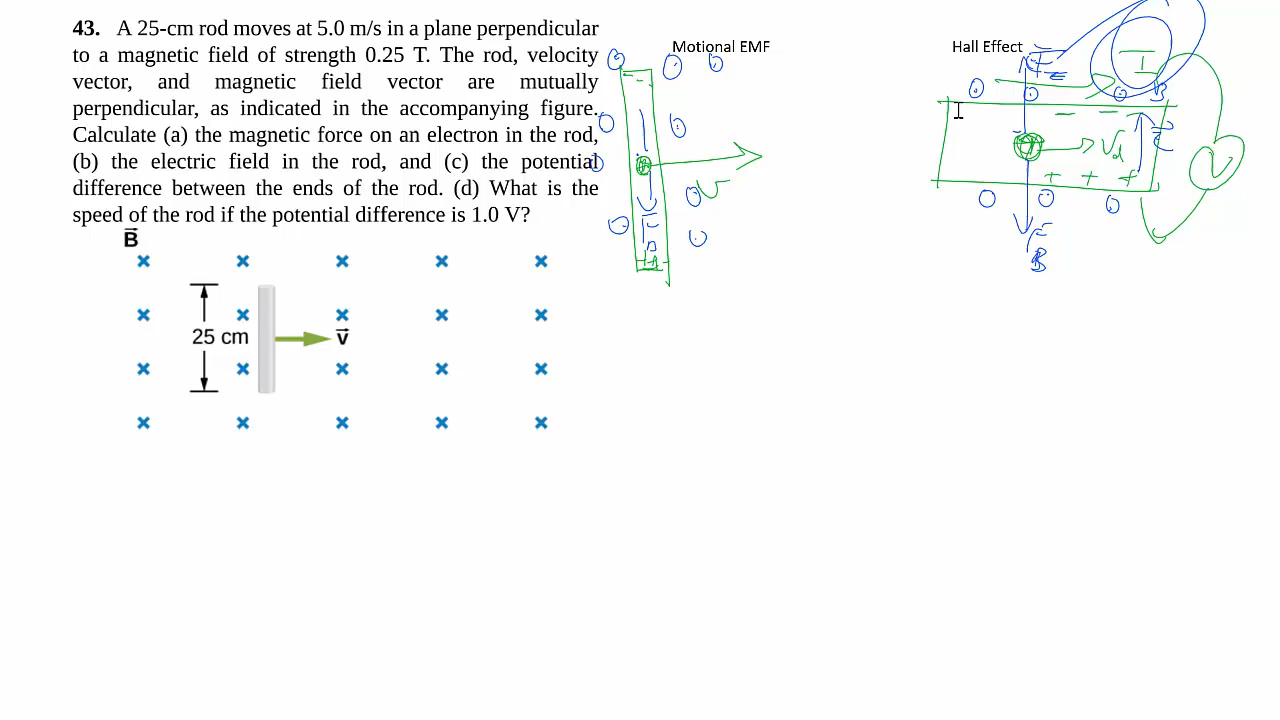 43. A 25-cm rod moves at 5.0 m/s in a plane perpendicular
to a magnetic field of strength 0.25 T. The rod, velocity
vector, and magnetic field vector are mutually
perpendicular, as indicated in the accompanying figure.
Calculate (a) the magnetic force on an electron in the rod,
(b) the electric field in the rod, and (c) the potential
difference between the ends of the rod. (d) What is the
speed of the rod if the potential difference is 1.0 V?
B
25 cm
v
Motional EMF
V
Hall Effect
I
B
V_d
E
V
F
B